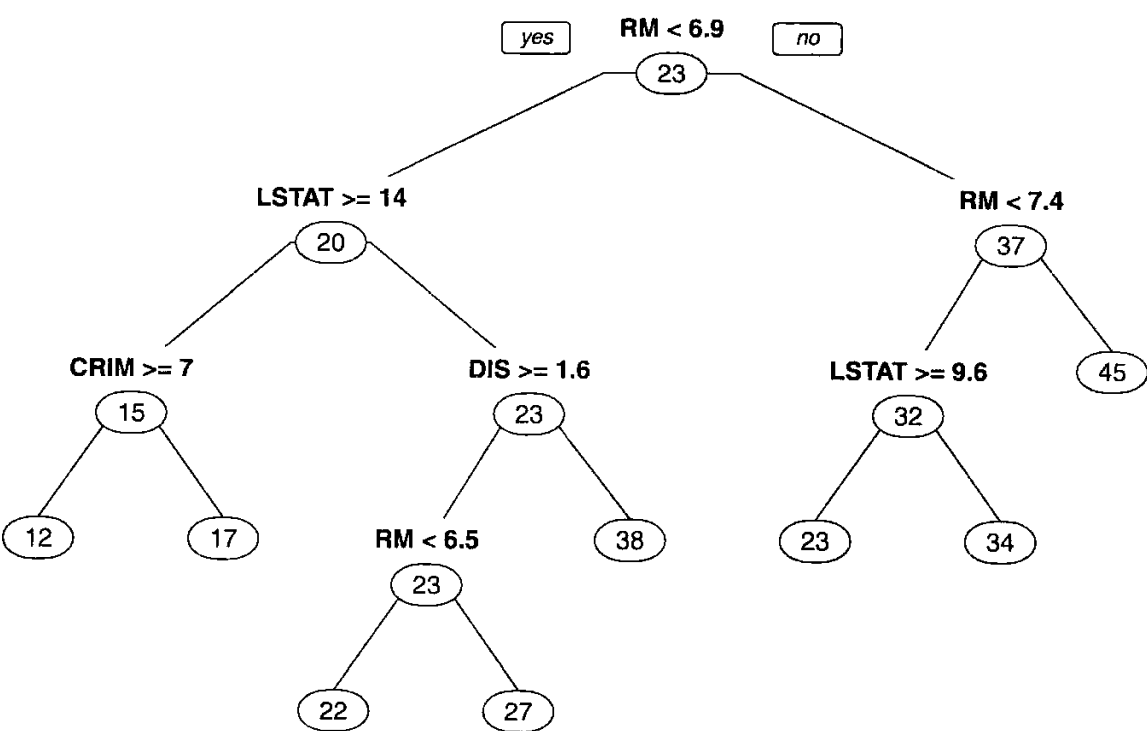 yes RM < 6.9 no
23
LSTAT >= 14 RM < 7.4
20 37
CRIM >= 7 DIS >= 1.6 LSTAT >= 9.6 45
15 23 32
12 17 RM < 6.5 38 23 34
23
22 27